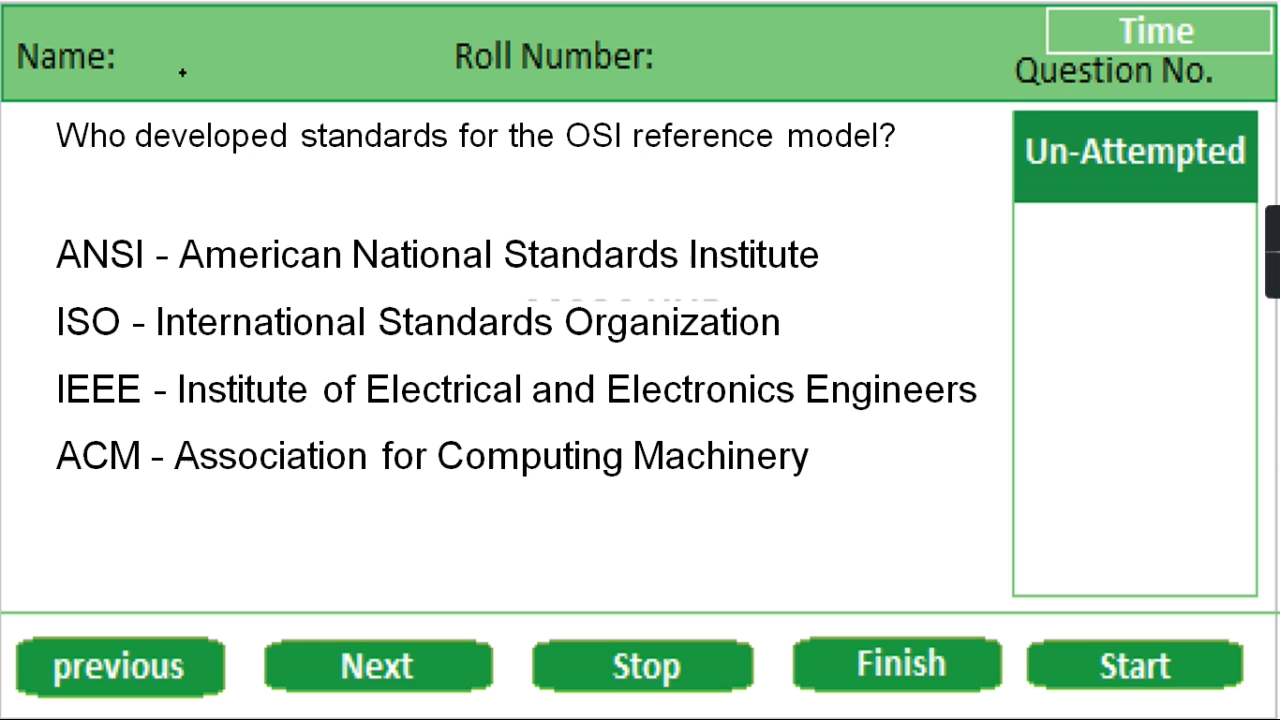 Time
Name:
Roll Number:
Question No.
Who developed standards for the OSI reference model?
Un-Attempted
ANSI - American National Standards Institute
ISO - International Standards Organization
IEEE - Institute of Electrical and Electronics Engineers
ACM - Association for Computing Machinery
previous
Next
Stop
Finish
Start